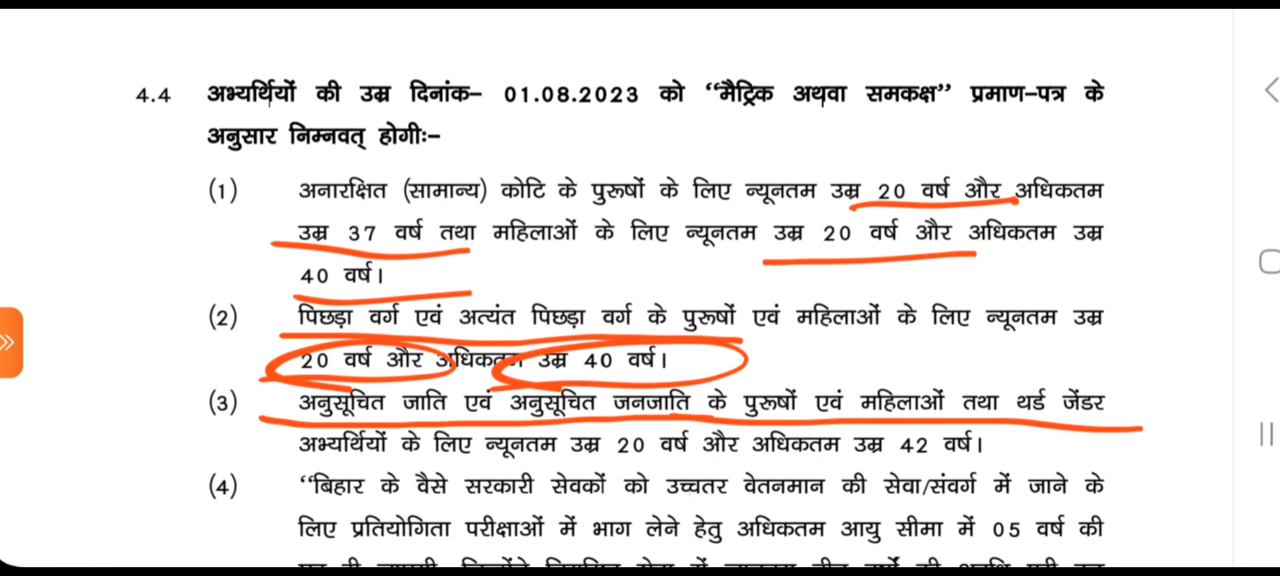 4.4 अभ्यर्थियों की उम्र दिनांक– 01.08.2023 को “मैट्रिक अथवा समकक्ष” प्रमाण–पत्र के
अनुसार निम्नवत् होगीः–
(1) अनारक्षित (सामान्य) कोटि के पुरूषों के लिए न्यूनतम उम्र 20 वर्ष और अधिकतम
उम्र 37 वर्ष तथा महिलाओं के लिए न्यूनतम उम्र 20 वर्ष और अधिकतम उम्र
40 वर्ष।
(2) पिछड़ा वर्ग एवं अत्यंत पिछड़ा वर्ग के पुरूषों एवं महिलाओं के लिए न्यूनतम उम्र
20 वर्ष और अधिकतम उम्र 40 वर्ष।
(3) अनुसूचित जाति एवं अनुसूचित जनजाति के पुरूषों एवं महिलाओं तथा थर्ड जेंडर
अभ्यर्थियों के लिए न्यूनतम उम्र 20 वर्ष और अधिकतम उम्र 42 वर्ष।
(4) “बिहार के वैसे सरकारी सेवकों को उच्चतर वेतनमान की सेवा/संवर्ग में जाने के
लिए प्रतियोगिता परीक्षाओं में भाग लेने हेतु अधिकतम आयु सीमा में 05 वर्ष की